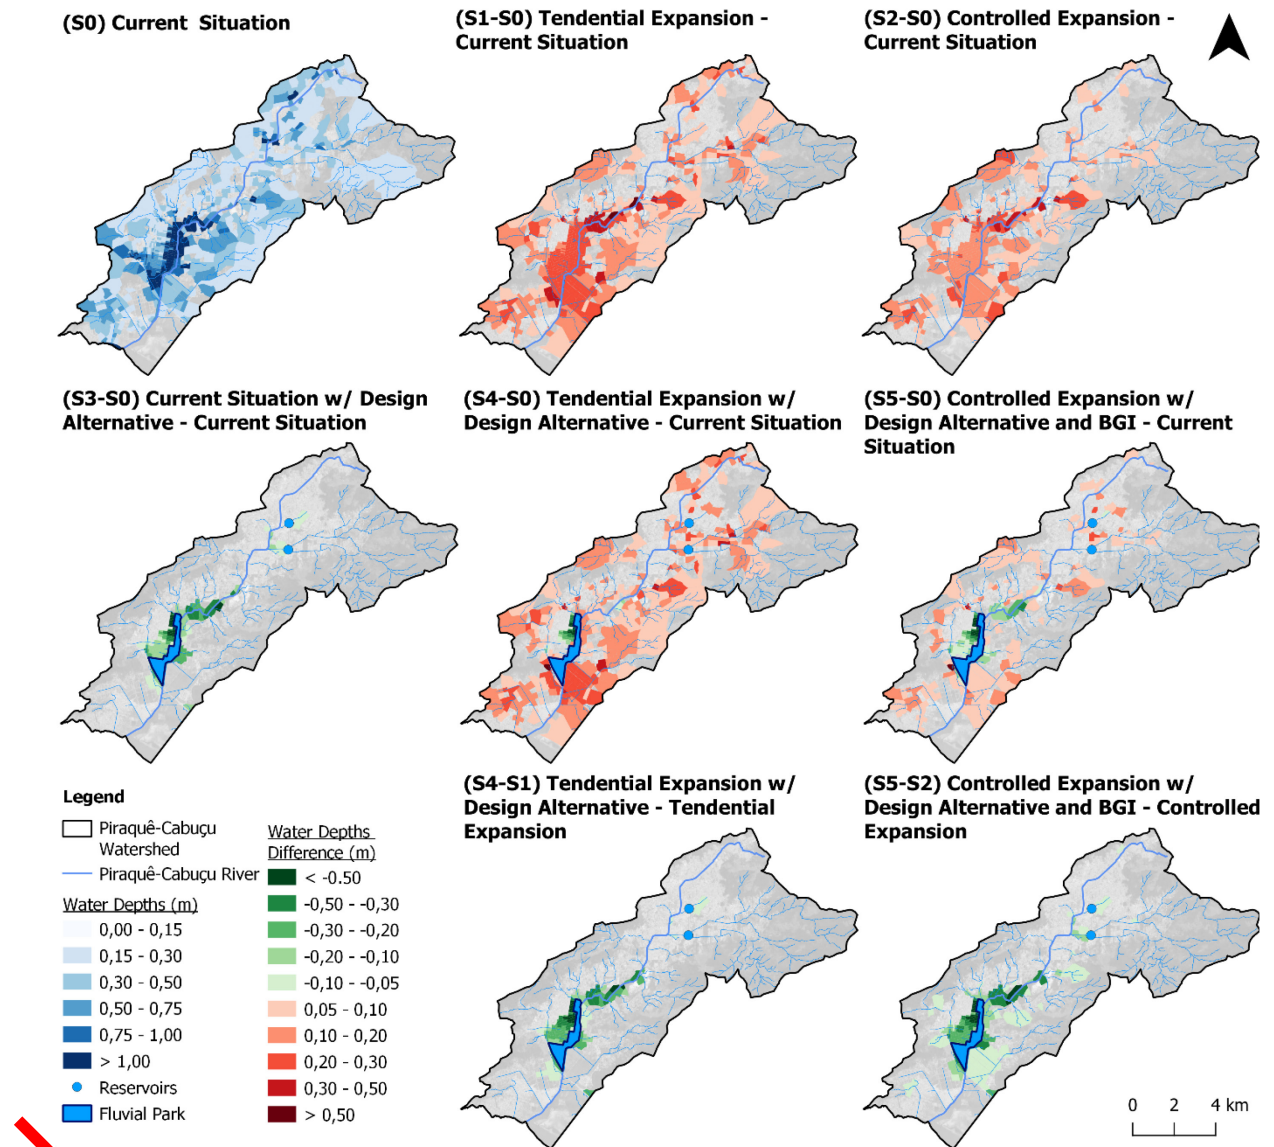 (S0) Current  Situation
(S1-S0) Tendential Expansion -
Current Situation
(S2-S0) Controlled Expansion -
Current Situation
(S3-S0) Current Situation w/ Design
Alternative - Current Situation
(S4-S0) Tendential Expansion w/
Design Alternative - Current Situation
(S5-S0) Controlled Expansion w/
Design Alternative and BGI - Current
Situation
(S4-S1) Tendential Expansion w/
Design Alternative - Tendential
Expansion
(S5-S2) Controlled Expansion w/
Design Alternative and BGI - Controlled
Expansion
Legend
Piraquê-Cabuçu
Watershed
Piraquê-Cabuçu River
Water Depths (m)
0,00 - 0,15
0,15 - 0,30
0,30 - 0,50
0,50 - 0,75
0,75 - 1,00
> 1,00
Reservoirs
Fluvial Park
Water Depths
Difference (m)
< -0.50
-0,50 - -0,30
-0,30 - -0,20
-0,20 - -0,10
-0,10 - -0,05
0,05 - 0,10
0,10 - 0,20
0,20 - 0,30
0,30 - 0,50
> 0,50
0 2 4 km